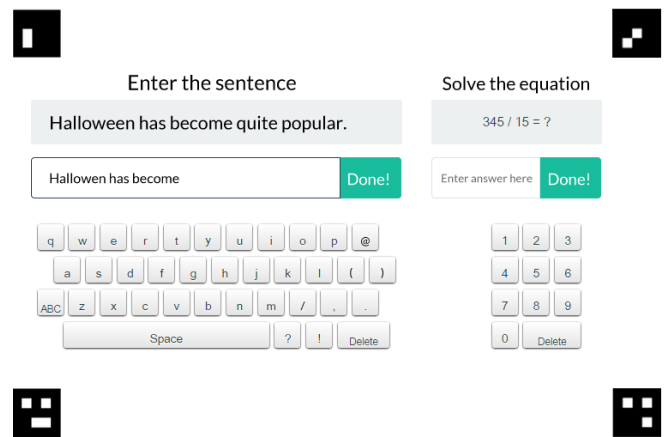 Enter the sentence
Halloween has become quite popular.
Hallowen has become
Done!
q w e r t y u i o p @
a s d f g h j k l ( )
ABC z x c v b n m / , .
Space ? ! Delete
Solve the equation
345 / 15 = ?
Enter answer here
Done!
1 2 3
4 5 6
7 8 9
0 Delete